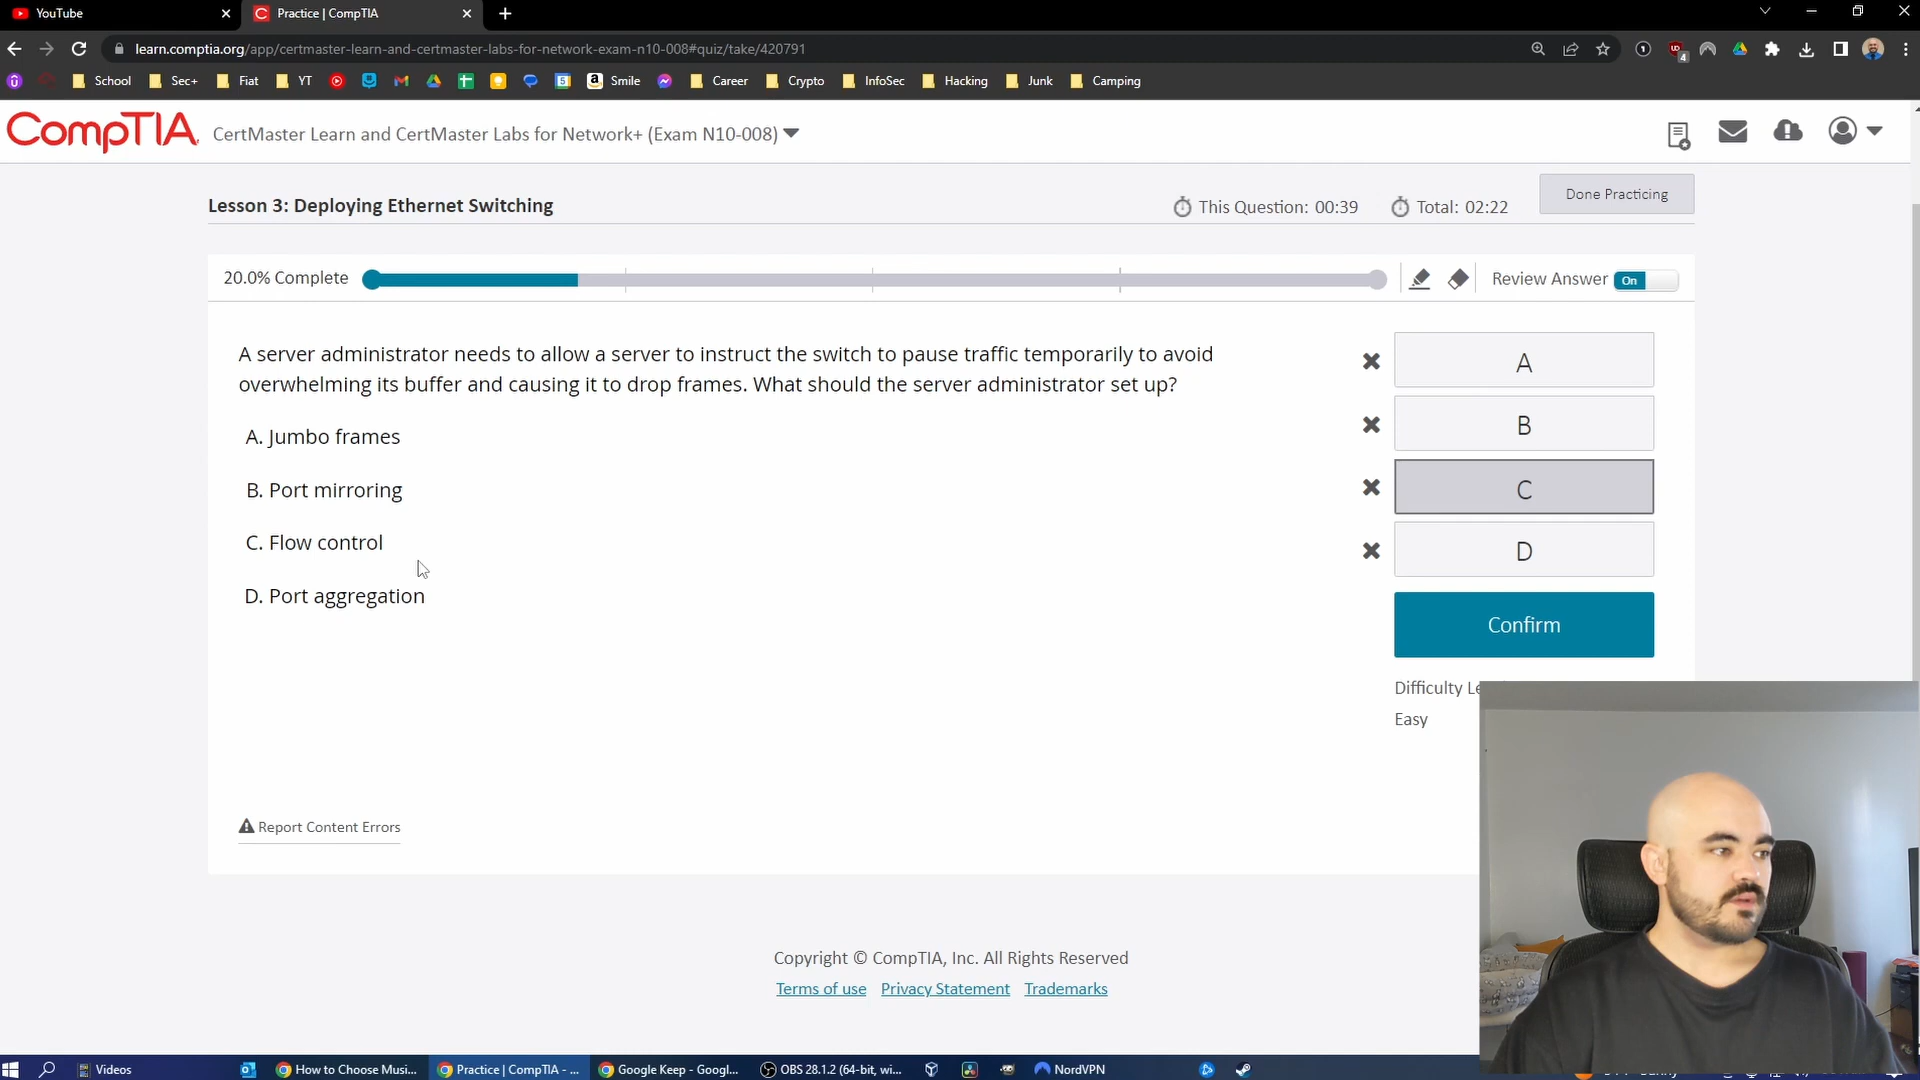 YouTube
Practice | CompTIA
learn.comptia.org/app/certmaster-learn-and-certmaster-labs-for-network-exam-n10-008#quiz/take/420791
School Sec+ Fiat YT Smile Career Crypto InfoSec Hacking Junk Camping
CompTIA. CertMaster Learn and CertMaster Labs for Network+ (Exam N10-008)
Lesson 3: Deploying Ethernet Switching
This Question: 00:39 Total: 02:22 Done Practicing
20.0% Complete
Review Answer On
A server administrator needs to allow a server to instruct the switch to pause traffic temporarily to avoid
overwhelming its buffer and causing it to drop frames. What should the server administrator set up?
A. Jumbo frames
B. Port mirroring
C. Flow control
D. Port aggregation
A
B
C
D
Confirm
Difficulty
Easy
Report Content Errors
Copyright © CompTIA, Inc. All Rights Reserved
Terms of use Privacy Statement Trademarks
Videos How to Choose Musi... Practice | CompTIA - ... Google Keep - Googl... OBS 28.1.2 (64-bit, wi... NordVPN